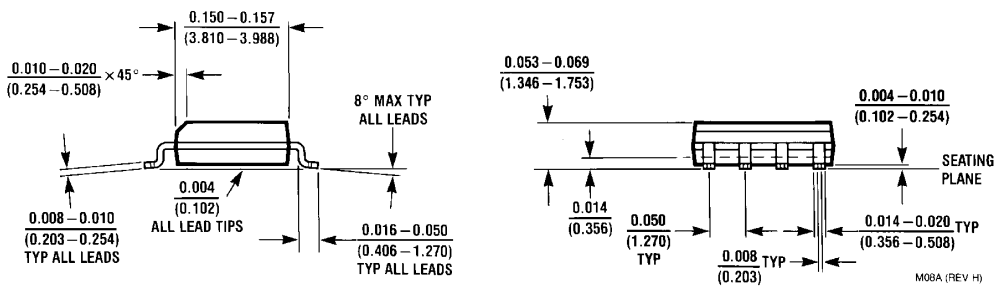 0.150–0.157
(3.810–3.988)
0.010–0.020
(0.254–0.508)
×45°
8° MAX TYP
ALL LEADS
0.004
(0.102)
ALL LEAD TIPS
0.008–0.010
(0.203–0.254)
TYP ALL LEADS
0.016–0.050
(0.406–1.270)
TYP ALL LEADS
0.053–0.069
(1.346–1.753)
0.004–0.010
(0.102–0.254)
SEATING
PLANE
0.014
(0.356)
0.050
(1.270)
TYP
0.008
(0.203)
TYP
0.014–0.020
(0.356–0.508)
TYP
M08A (REV H)